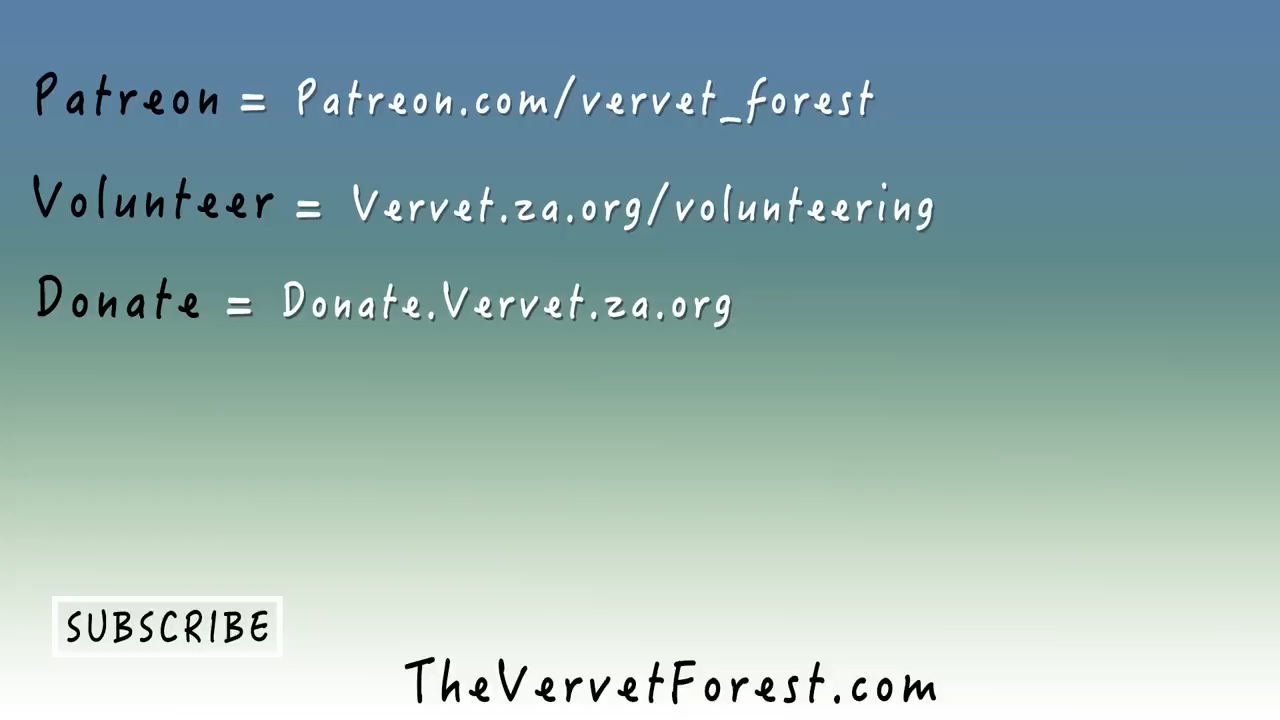 Patreon = Patreon.com/vervet_forest
Volunteer = Vervet.za.org/volunteering
Donate = Donate.Vervet.za.org
SUBSCRIBE
TheVervetForest.com